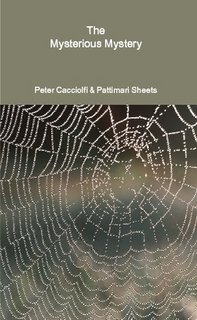 The
Mysterious Mystery
Peter Cacciolfi & Pattimari Sheets